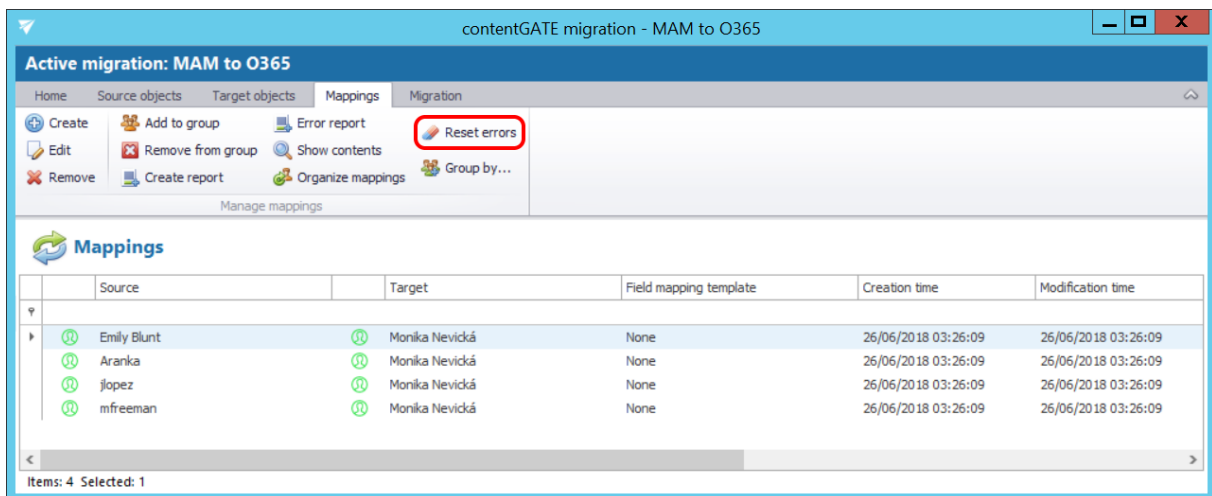 contentGATE migration - MAM to O365
Active migration: MAM to O365
Home Source objects Target objects Mappings Migration
Create Add to group Error report Reset errors
Edit Remove from group Show contents Group by...
Remove Create report Organize mappings
Manage mappings
Mappings
Source Target Field mapping template Creation time Modification time
Emily Blunt Monika Nevická None 26/06/2018 03:26:09 26/06/2018 03:26:09
Aranka Monika Nevická None 26/06/2018 03:26:09 26/06/2018 03:26:09
jlopez Monika Nevická None 26/06/2018 03:26:09 26/06/2018 03:26:09
mfreeman Monika Nevická None 26/06/2018 03:26:09 26/06/2018 03:26:09
Items: 4 Selected: 1